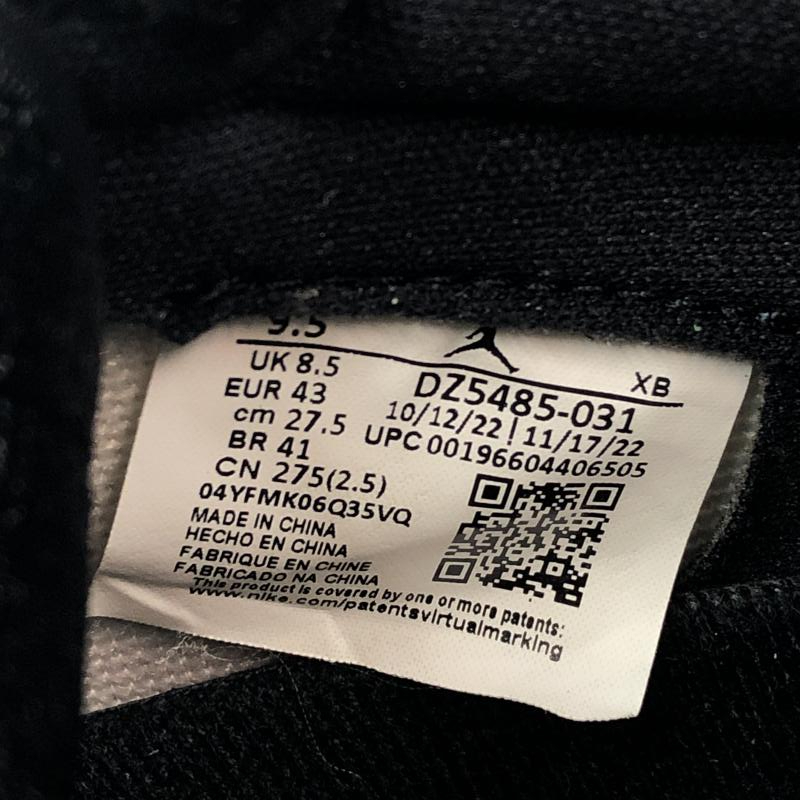 9.5
UK 8.5
EUR 43
cm 27.5
BR 41
CN 275(2.5)
04YFMK06Q35VQ
MADE IN CHINA
HECHO EN CHINA
FABRIQUE EN CHINE
FABRICADO NA CHINA
This product is covered by one or more patents:
www.nike.com/patentsvirtualmarking
XB
DZ5485-031
10/12/22 | 11/17/22
UPC 00196604406505